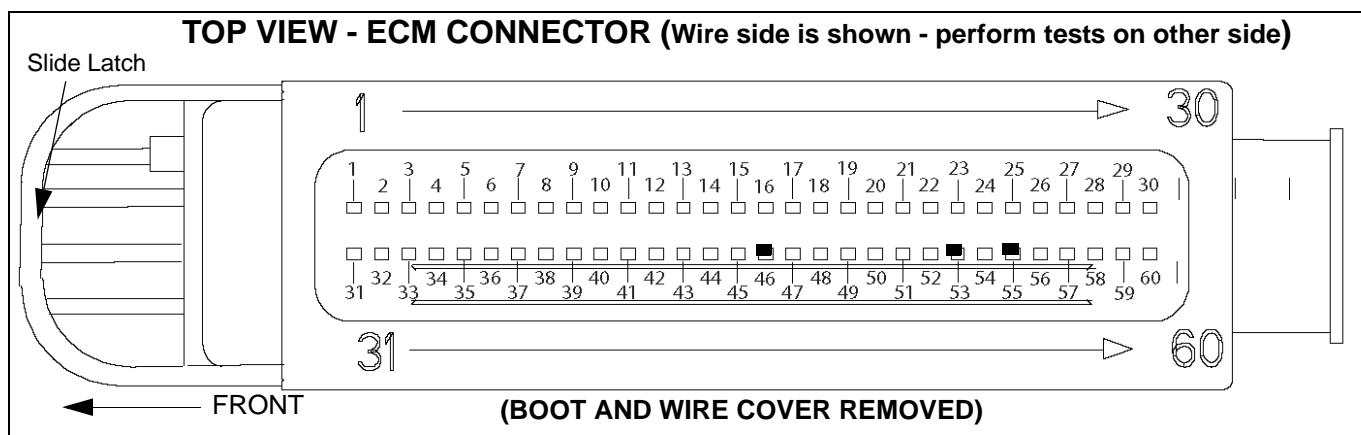 TOP VIEW - ECM CONNECTOR (Wire side is shown - perform tests on other side)
Slide Latch
1 30
1 2 3 4 5 6 7 8 9 10 11 12 13 14 15 16 17 18 19 20 21 22 23 24 25 26 27 28 29 30
31 32 33 34 35 36 37 38 39 40 41 42 43 44 45 46 47 48 49 50 51 52 53 54 55 56 57 58 59 60
31 60
FRONT
(BOOT AND WIRE COVER REMOVED)